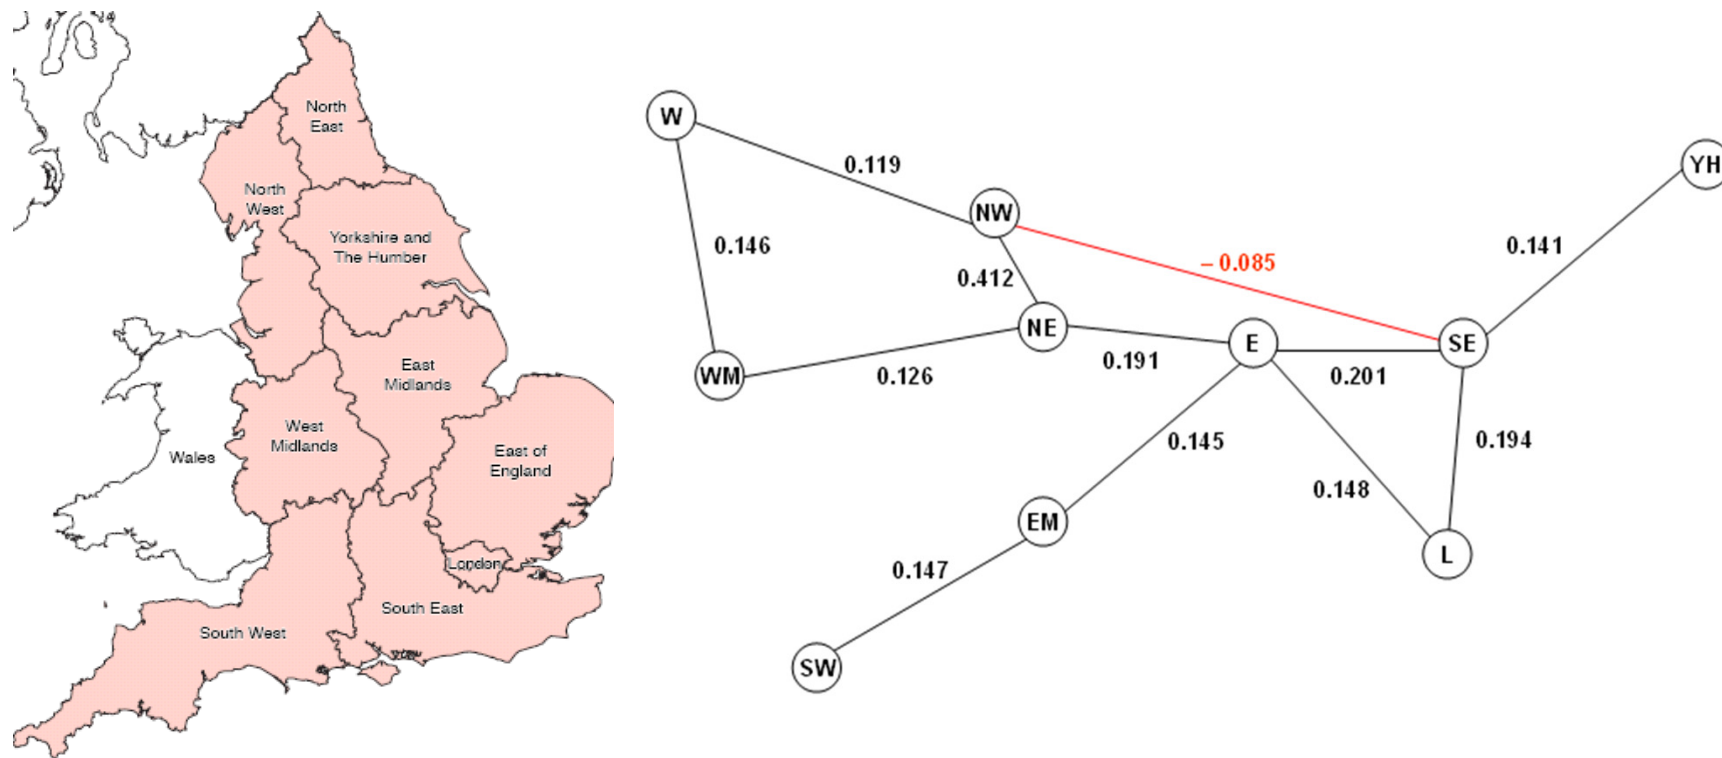 North
East
North
West
Yorkshire and
The Humber
East
Midlands
West
Midlands
Wales
East of
England
London
South East
South West
W
0.119
YH
NW
0.146
0.141
– 0.085
0.412
NE
E
SE
WM
0.126
0.191
0.201
0.145
0.194
0.148
EM
L
0.147
SW